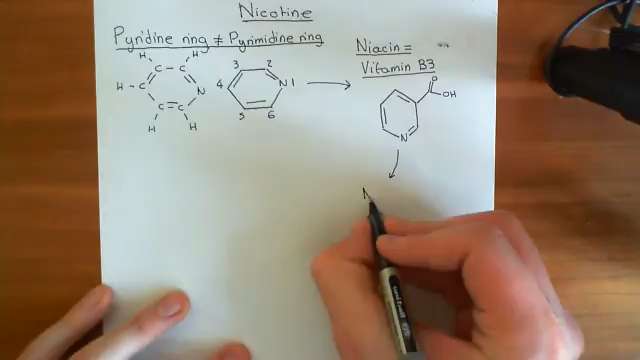 Nicotine
Pyridine ring ≠ Pyrimidine ring
Niacin =
Vitamin B3
H H
C - C
H - C N
C = C
H H
3 2
4 N 1
5 6
O
OH
N